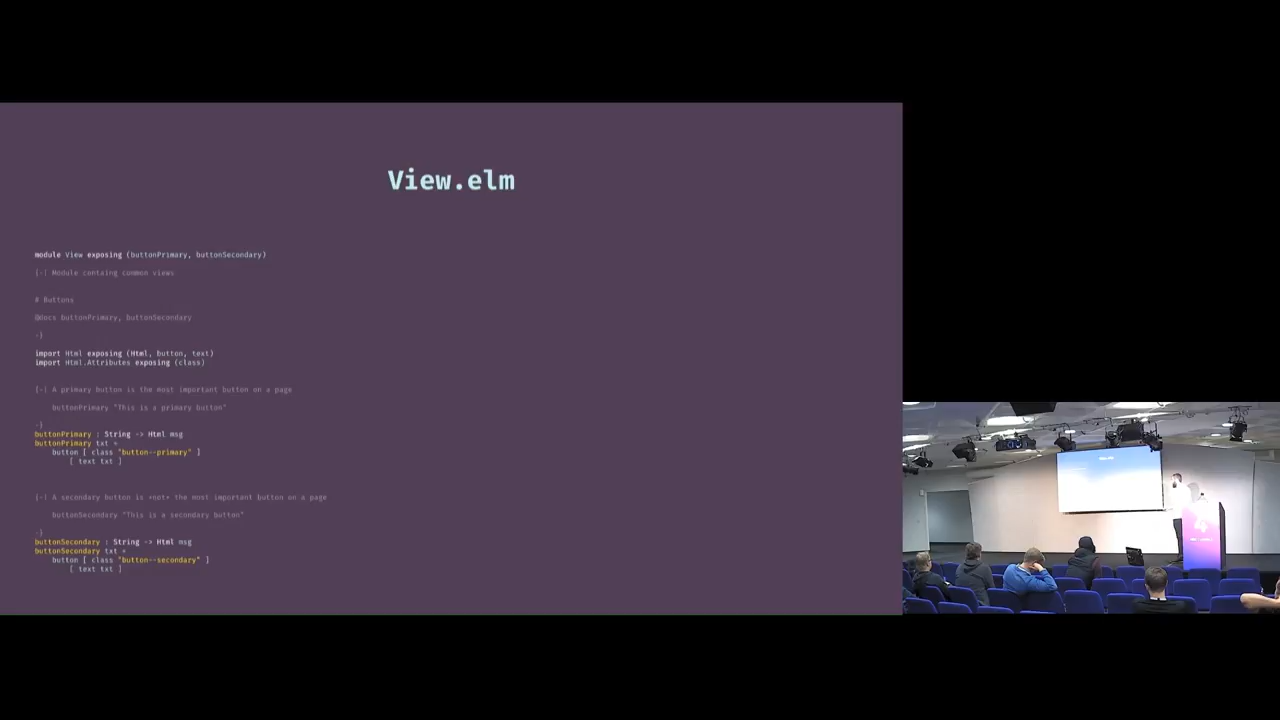 View.elm
module View exposing (buttonPrimary, buttonSecondary)
{-| Module containg common views
# Buttons
@docs buttonPrimary, buttonSecondary
-}
import Html exposing (Html, button, text)
import Html.Attributes exposing (class)
{-| A primary button is the most important button on a page
buttonPrimary "This is a primary button"
-}
buttonPrimary : String -> Html msg
buttonPrimary txt =
button [ class "button--primary" ]
[ text txt ]
{-| A secondary button is *not* the most important button on a page
buttonSecondary "This is a secondary button"
-}
buttonSecondary : String -> Html msg
buttonSecondary txt =
button [ class "button--secondary" ]
[ text txt ]